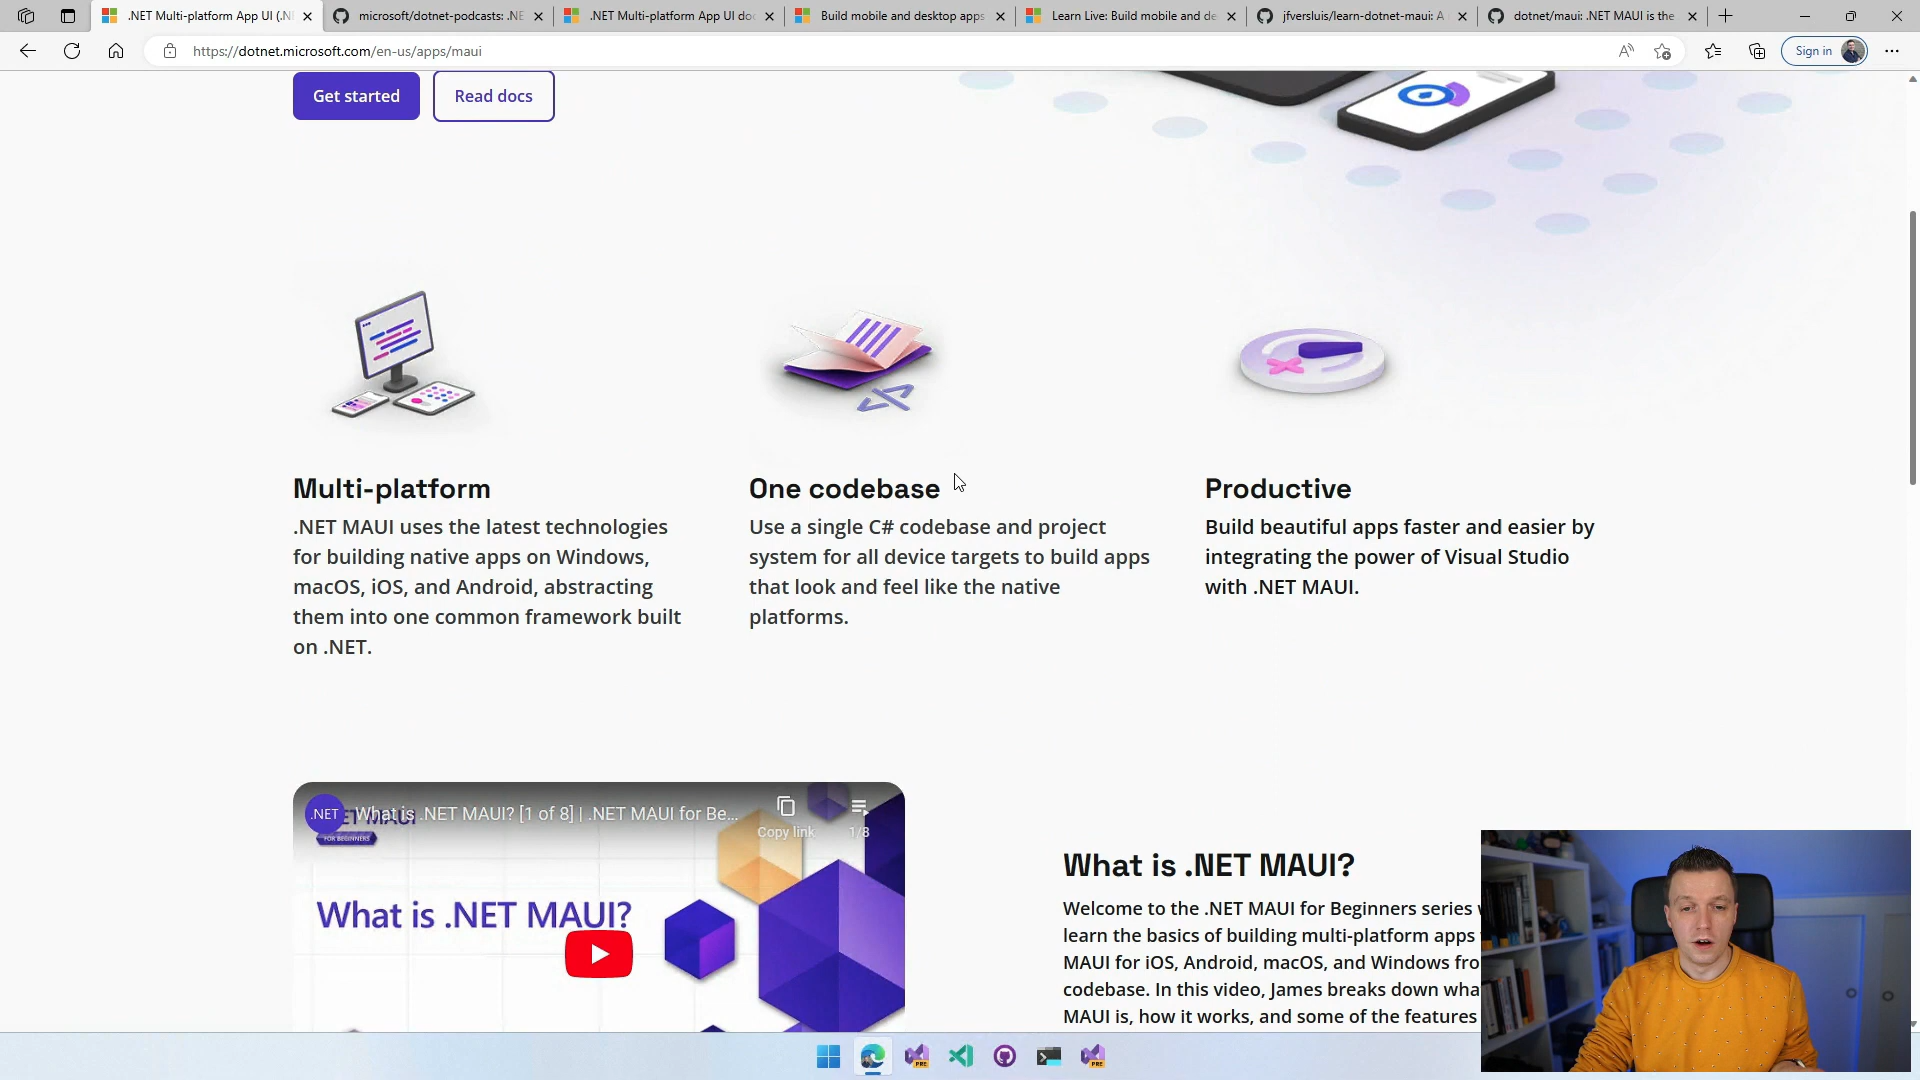 .NET Multi-platform App UI (.N
microsoft/dotnet-podcasts: .NE
.NET Multi-platform App UI do
Build mobile and desktop apps
Learn Live: Build mobile and de
jfversluis/learn-dotnet-maui: A
dotnet/maui: .NET MAUI is the
https://dotnet.microsoft.com/en-us/apps/maui
Sign in
Get started
Read docs
Multi-platform
.NET MAUI uses the latest technologies
for building native apps on Windows,
macOS, iOS, and Android, abstracting
them into one common framework built
on .NET.
One codebase
Use a single C# codebase and project
system for all device targets to build apps
that look and feel like the native
platforms.
Productive
Build beautiful apps faster and easier by
integrating the power of Visual Studio
with .NET MAUI.
.NET
What is .NET MAUI? [1 of 8] | .NET MAUI for Be...
Copy link
1/8
FOR BEGINNERS
What is .NET MAUI?
What is .NET MAUI?
Welcome to the .NET MAUI for Beginners series
learn the basics of building multi-platform apps
MAUI for iOS, Android, macOS, and Windows fro
codebase. In this video, James breaks down wha
MAUI is, how it works, and some of the features
PRE
PRE